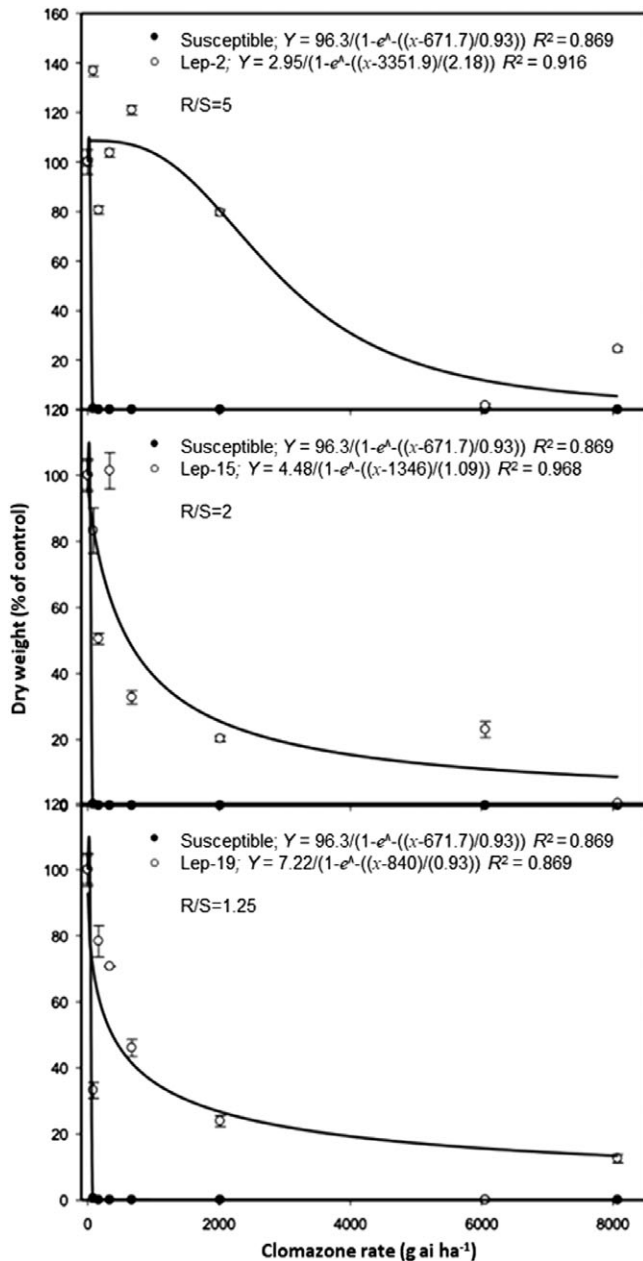 160
Susceptible; Y = 96.3/(1-e^-((x-671.7)/0.93)) R² = 0.869
140
Lep-2; Y = 2.95/(1-e^-((x-3351.9)/(2.18)) R² = 0.916
120
R/S=5
100
80
60
40
20
120
Susceptible; Y = 96.3/(1-e^-((x-671.7)/0.93)) R² = 0.869
100
Lep-15; Y = 4.48/(1-e^-((x-1346)/(1.09)) R² = 0.968
R/S=2
80
60
40
20
120
Susceptible; Y = 96.3/(1-e^-((x-671.7)/0.93)) R² = 0.869
100
Lep-19; Y = 7.22/(1-e^-((x-840)/(0.93)) R² = 0.869
R/S=1.25
80
60
40
20
0
0 2000 4000 6000 8000
Dry weight (% of control)
Clomazone rate (g ai ha⁻¹)